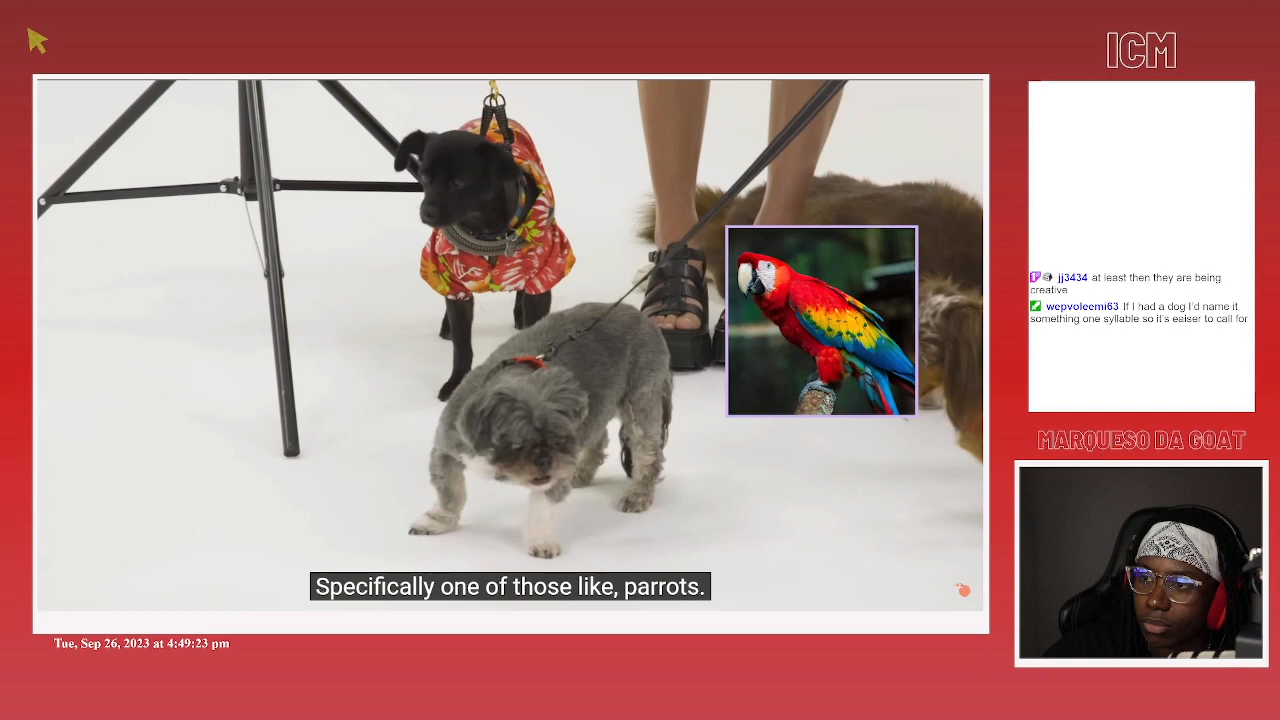 ICM
jj3434 at least then they are being
creative
wepvoleemi63 If I had a dog I'd name it
something one syllable so it's eaiser to call for
MARQUESO DA GOAT
Specifically one of those like, parrots.
Tue, Sep 26, 2023 at 4:49:23 pm